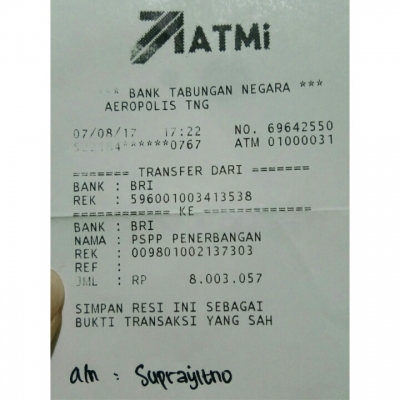 ATMi
*** BANK TABUNGAN NEGARA ***
AEROPOLIS TNG
07/08/17 17:22 NO. 69642550
522184******0767 ATM 01000031
======= TRANSFER DARI =======
BANK : BRI
REK : 596001003413538
============ KE ============
BANK : BRI
NAMA : PSPP PENERBANGAN
REK : 009801002137303
REF :
JML : RP 8.003.057
SIMPAN RESI INI SEBAGAI
BUKTI TRANSAKSI YANG SAH
a/n : Suprayitno